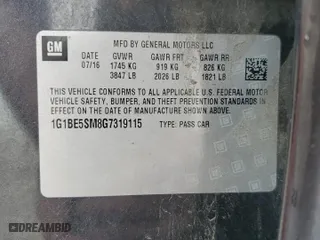 GM
MFD BY GENERAL MOTORS LLC
DATE GVWR GAWR FRT GAWR RR
07/16 1745 KG 919 KG 826 KG
3847 LB 2026 LB 1821 LB
THIS VEHICLE CONFORMS TO ALL APPLICABLE U.S. FEDERAL MOTOR
VEHICLE SAFETY, BUMPER, AND THEFT PREVENTION STANDARDS
IN EFFECT ON THE DATE OF MANUFACTURE SHOWN ABOVE.
1G1BE5SM8G7319115 TYPE: PASS CAR
DREAMBID